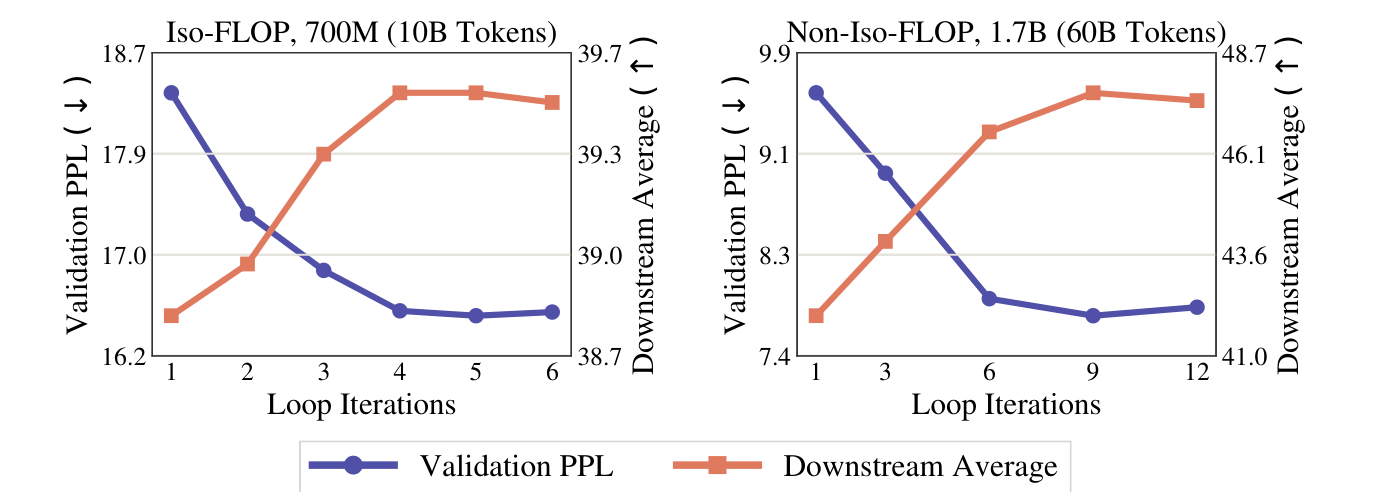 Iso-FLOP, 700M (10B Tokens)
18.7
17.9
17.0
16.2
Validation PPL (↓)
39.7
39.3
39.0
38.7
Downstream Average (↑)
1 2 3 4 5 6
Loop Iterations
Non-Iso-FLOP, 1.7B (60B Tokens)
9.9
9.1
8.3
7.4
Validation PPL (↓)
48.7
46.1
43.6
41.0
Downstream Average (↑)
1 3 6 9 12
Loop Iterations
Validation PPL Downstream Average